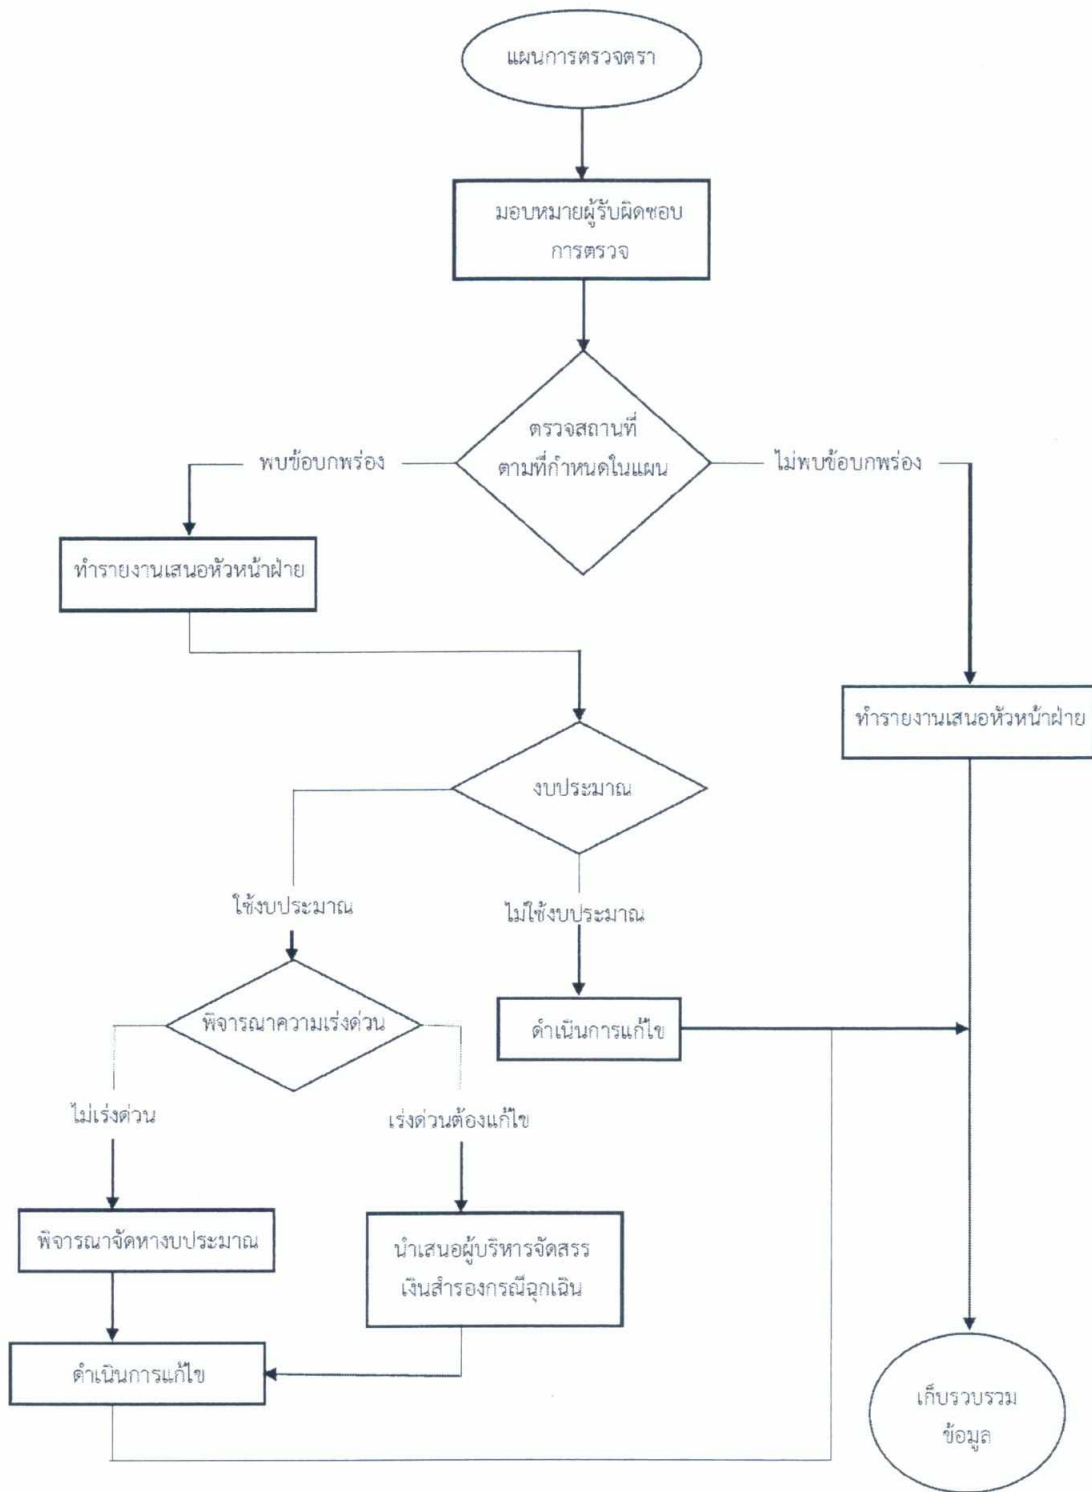 แผนการตรวจตรา
มอบหมายผู้รับผิดชอบ
การตรวจ
ตรวจสถานที่
ตามที่กำหนดในแผน
พบข้อบกพร่อง
ไม่พบข้อบกพร่อง
ทำรายงานเสนอหัวหน้าฝ่าย
ทำรายงานเสนอหัวหน้าฝ่าย
งบประมาณ
ใช้งบประมาณ
ไม่ใช้งบประมาณ
พิจารณาความเร่งด่วน
ดำเนินการแก้ไข
ไม่เร่งด่วน
เร่งด่วนต้องแก้ไข
พิจารณาจัดหางบประมาณ
นำเสนอผู้บริหารจัดสรร
เงินสำรองกรณีฉุกเฉิน
ดำเนินการแก้ไข
เก็บรวบรวม
ข้อมูล